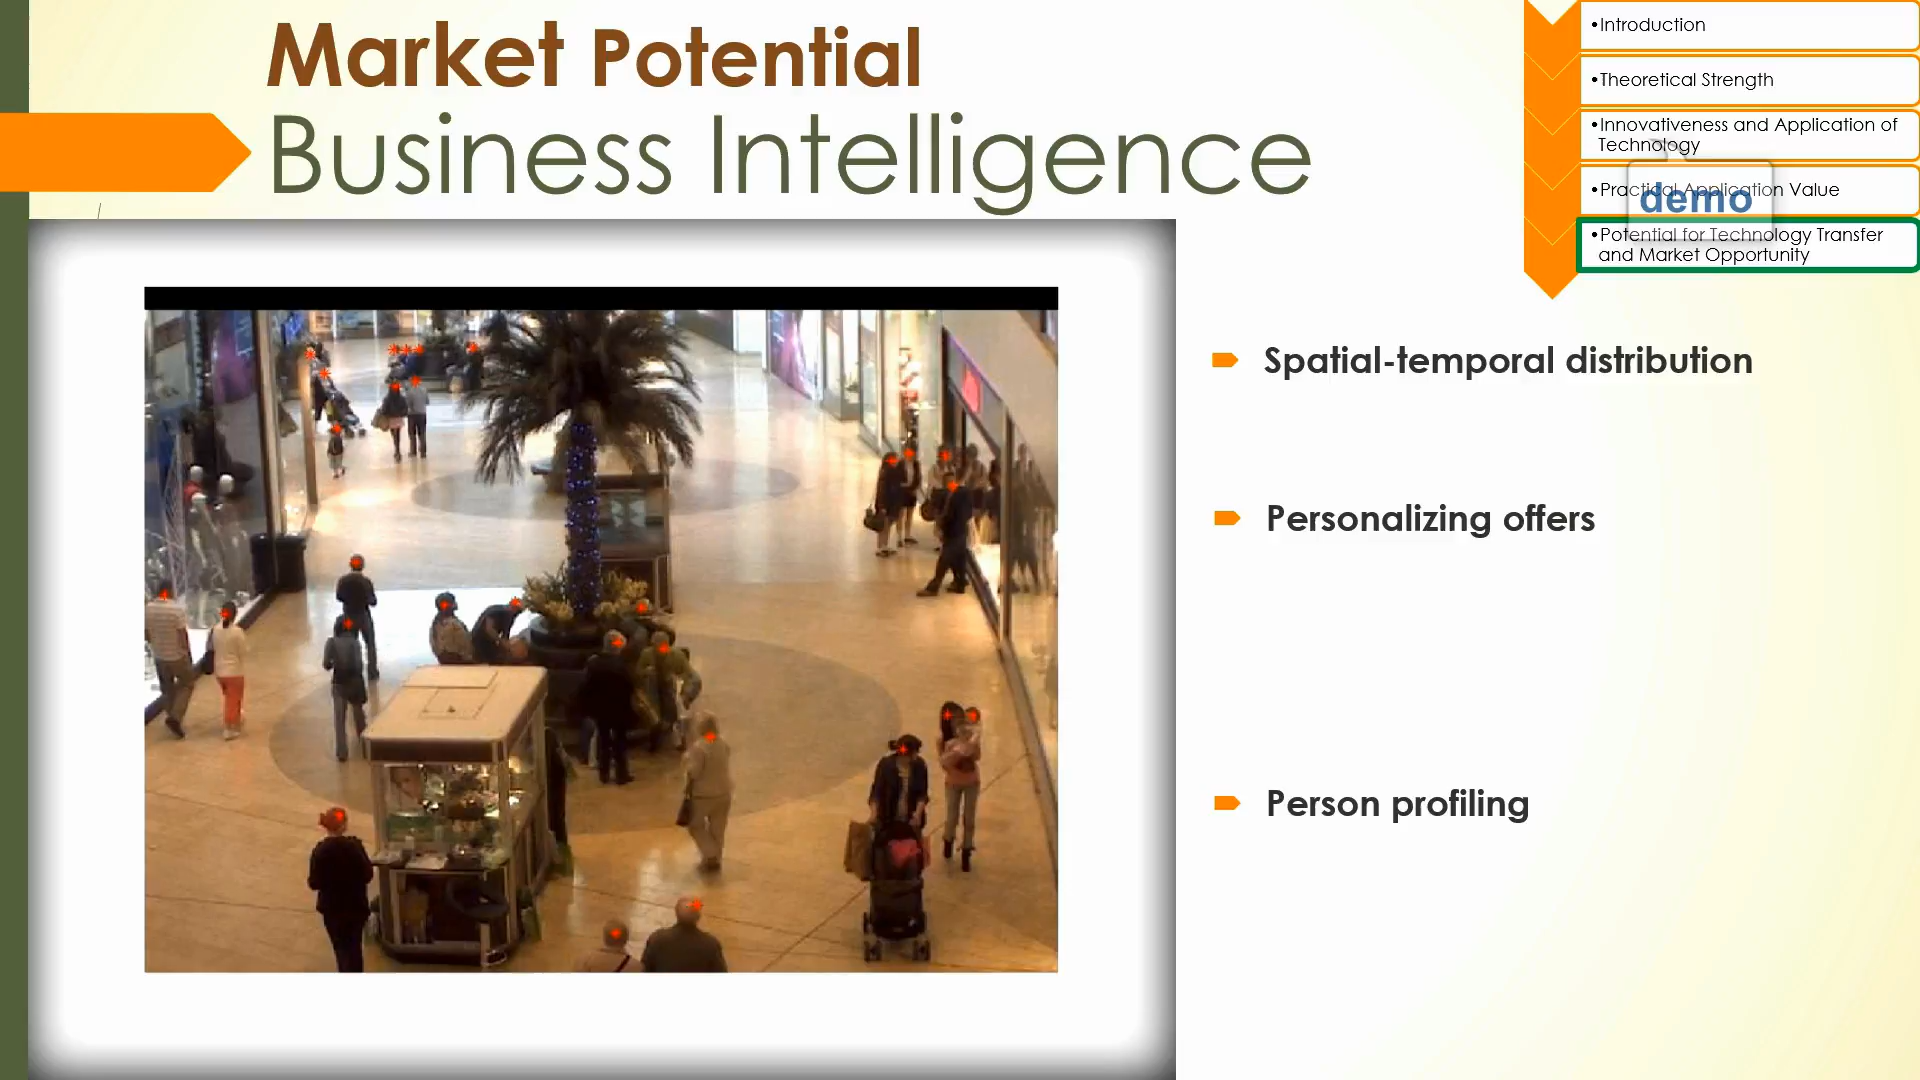 Market Potential
Business Intelligence
•Introduction
•Theoretical Strength
•Innovativeness and Application of
Technology
•Practical Application Value
demo
•Potential for Technology Transfer
and Market Opportunity
Spatial-temporal distribution
Personalizing offers
Person profiling